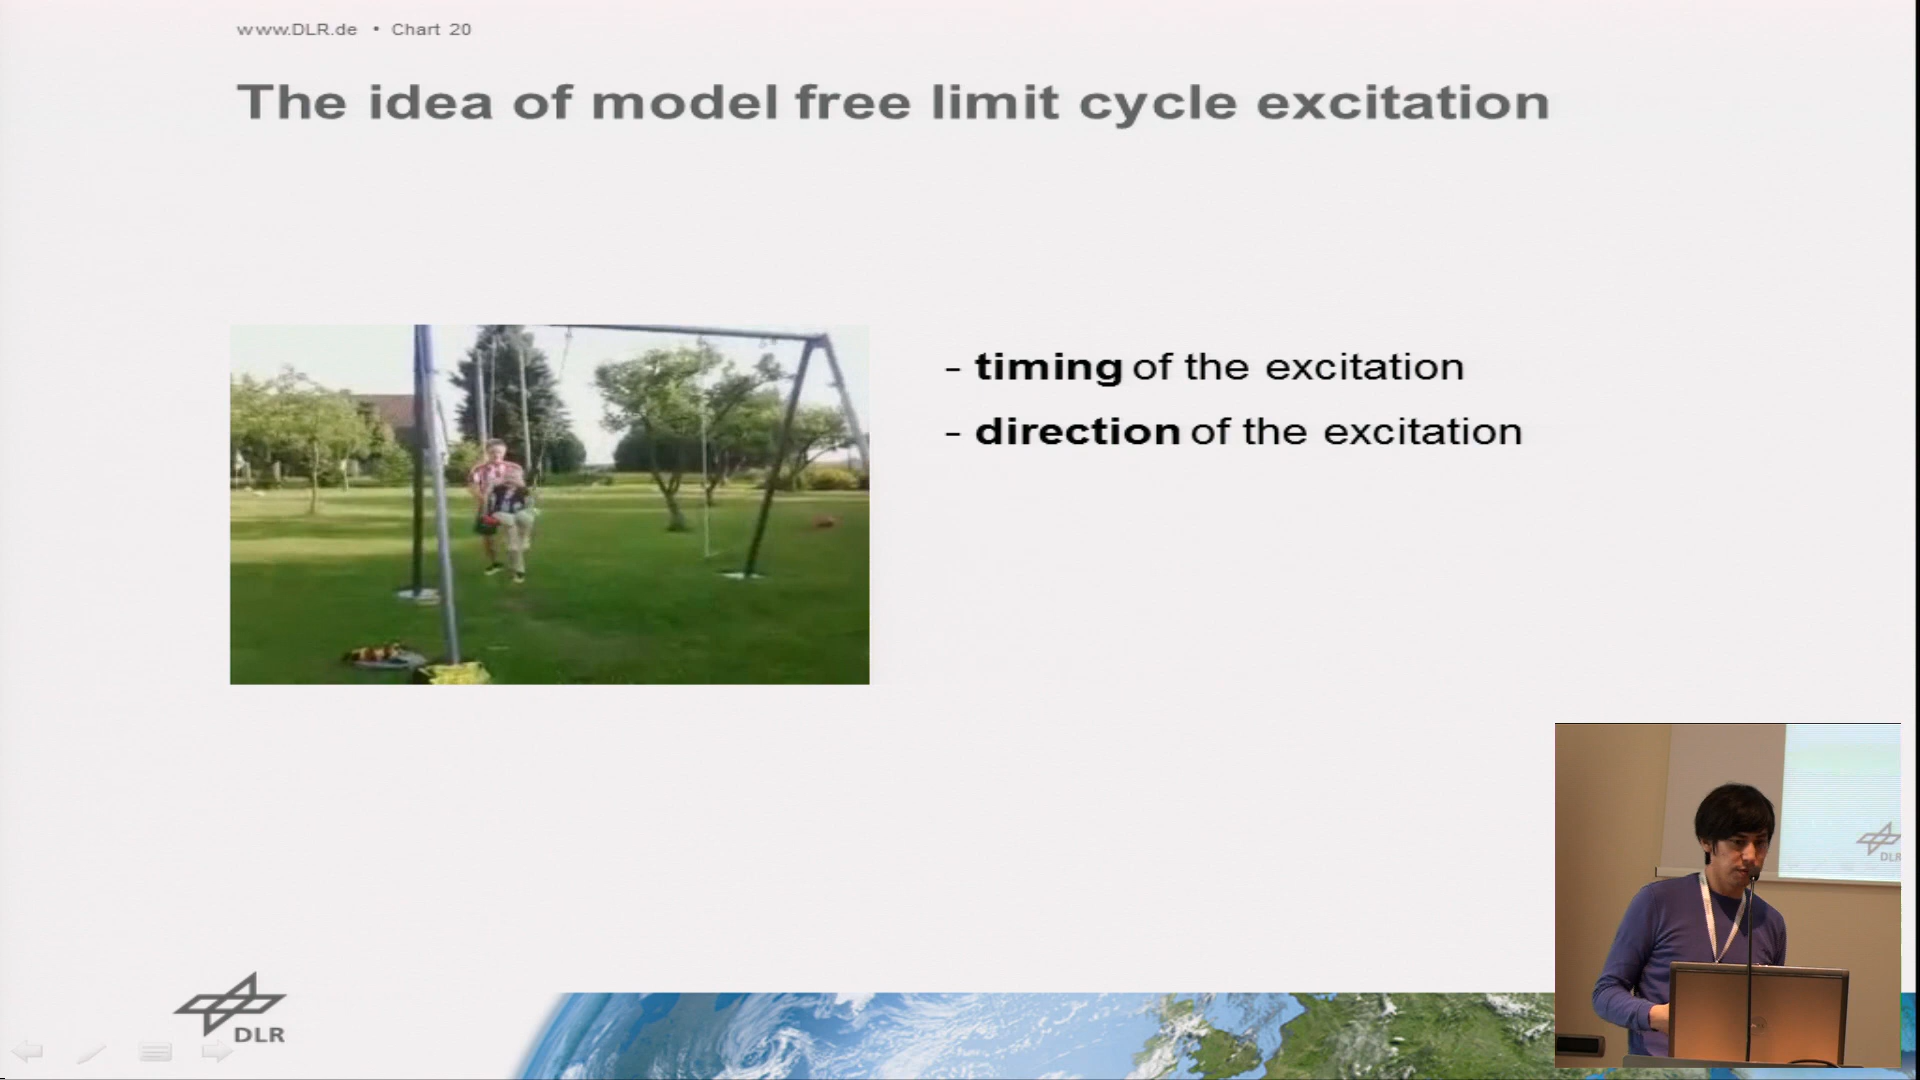 www.DLR.de • Chart 20
The idea of model free limit cycle excitation
- timing of the excitation
- direction of the excitation
DLR
DLR